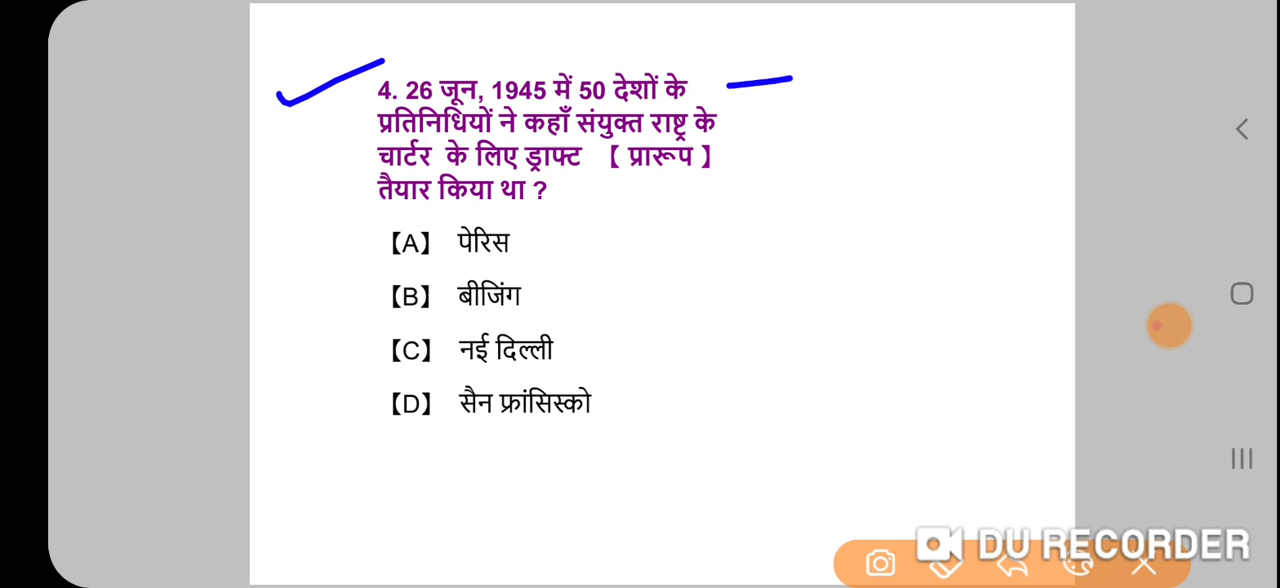 4. 26 जून, 1945 में 50 देशों के
प्रतिनिधियों ने कहाँ संयुक्त राष्ट्र के
चार्टर के लिए ड्राफ्ट 【 प्रारूप 】
तैयार किया था ?
【A】 पेरिस
【B】 बीजिंग
【C】 नई दिल्ली
【D】 सैन फ्रांसिस्को
DU RECORDER